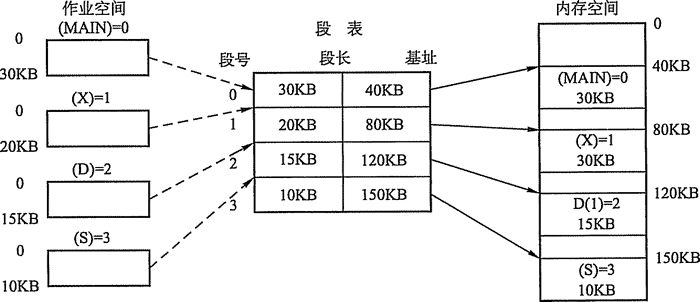 作业空间
(MAIN)=0
0
30KB
(X)=1
0
20KB
(D)=2
0
15KB
(S)=3
0
10KB
段 表
段号 段长 基址
0 30KB 40KB
1 20KB 80KB
2 15KB 120KB
3 10KB 150KB
内存空间
0
40KB
(MAIN)=0
30KB
80KB
(X)=1
30KB
120KB
D(1)=2
15KB
150KB
(S)=3
10KB